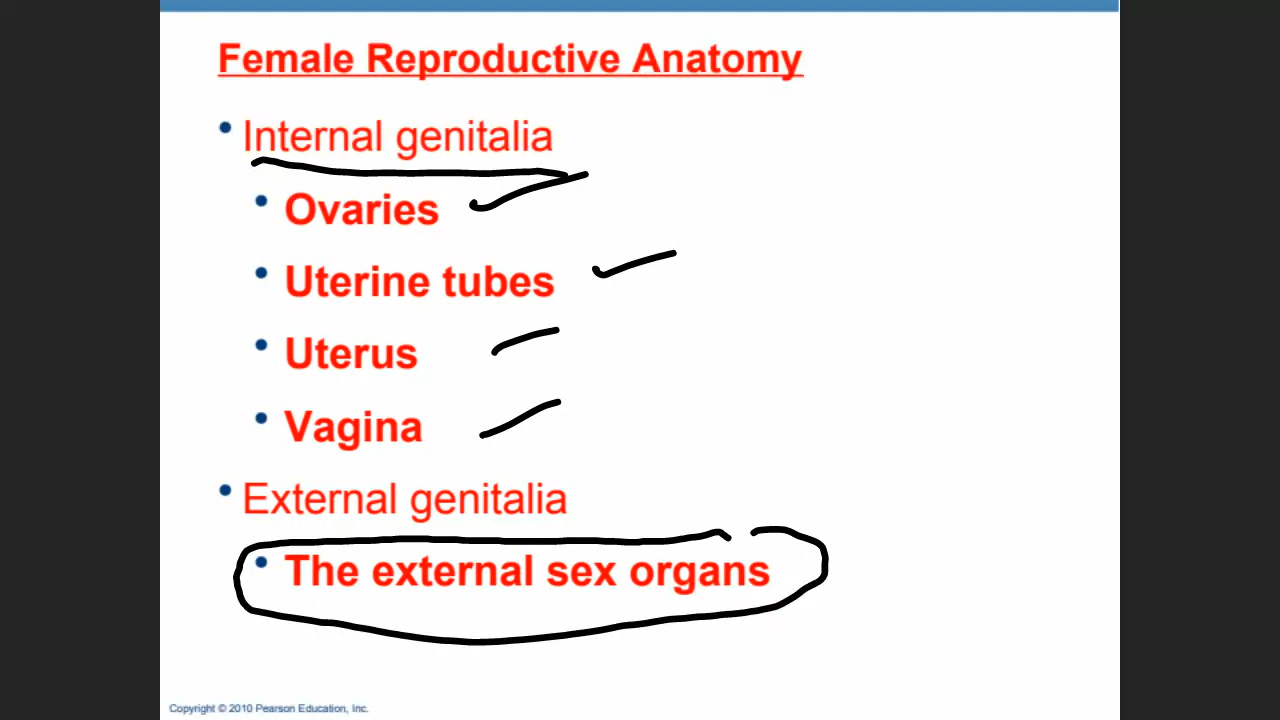 Female Reproductive Anatomy
• Internal genitalia
• Ovaries
• Uterine tubes
• Uterus
• Vagina
• External genitalia
• The external sex organs
Copyright © 2010 Pearson Education, Inc.